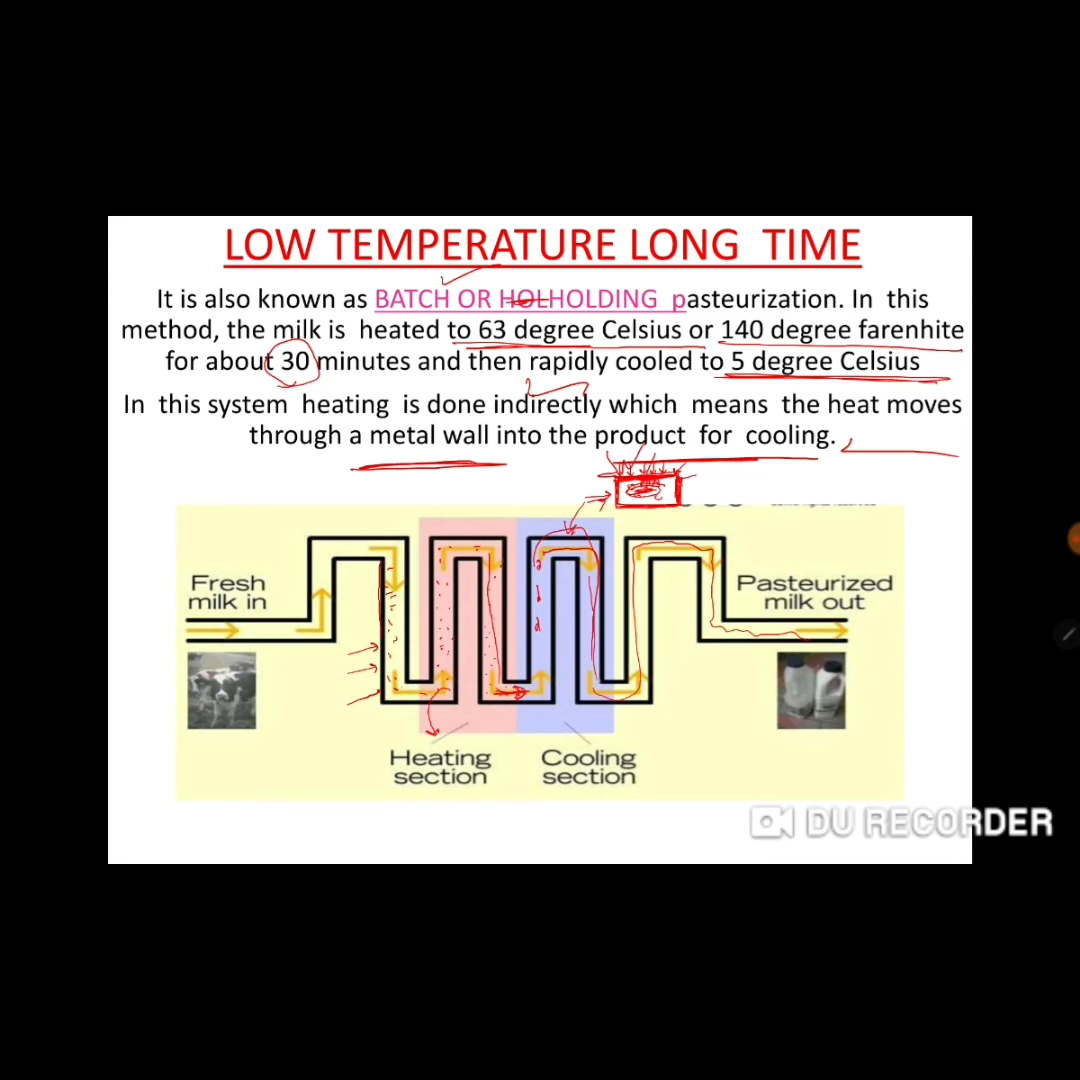 LOW TEMPERATURE LONG TIME
It is also known as BATCH OR HOLHOLDING pasteurization. In this
method, the milk is heated to 63 degree Celsius or 140 degree farenhite
for about 30 minutes and then rapidly cooled to 5 degree Celsius
In this system heating is done indirectly which means the heat moves
through a metal wall into the product for cooling.
Fresh
milk in
Pasteurized
milk out
Heating
section
Cooling
section
DU RECORDER